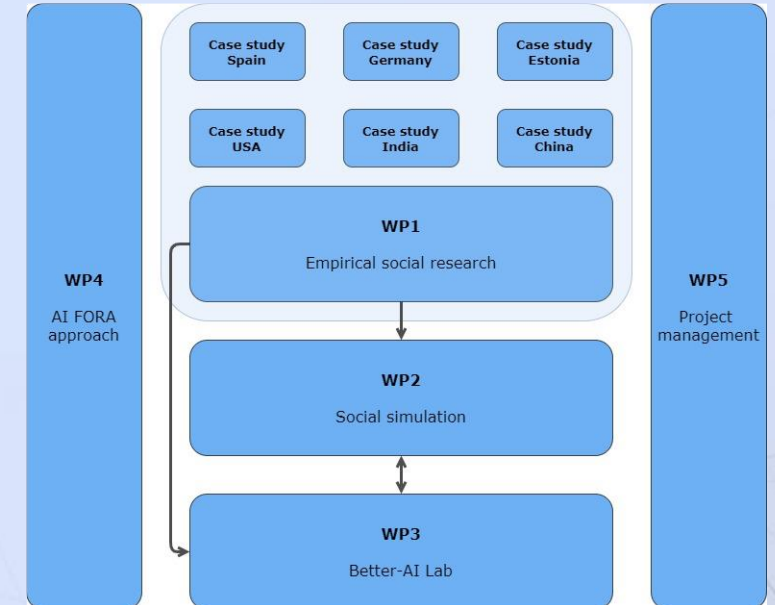 Case study
Spain
Case study
Germany
Case study
Estonia
Case study
USA
Case study
India
Case study
China
WP1
Empirical social research
WP4
AI FORA
approach
WP5
Project
management
WP2
Social simulation
WP3
Better-AI Lab